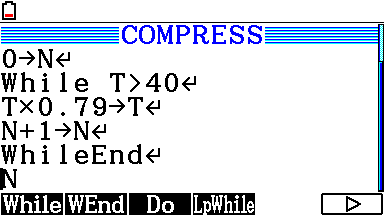 COMPRESS
0→N↵
While T>40↵
T×0.79→T↵
N+1→N↵
WhileEnd↵
N
While WEnd Do LpWhile ▷